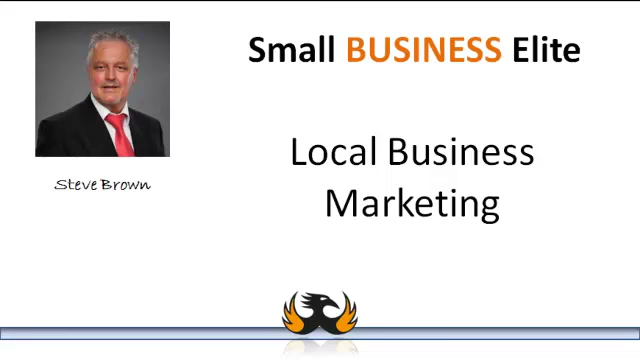 Small BUSINESS Elite
Local Business
Marketing
Steve Brown